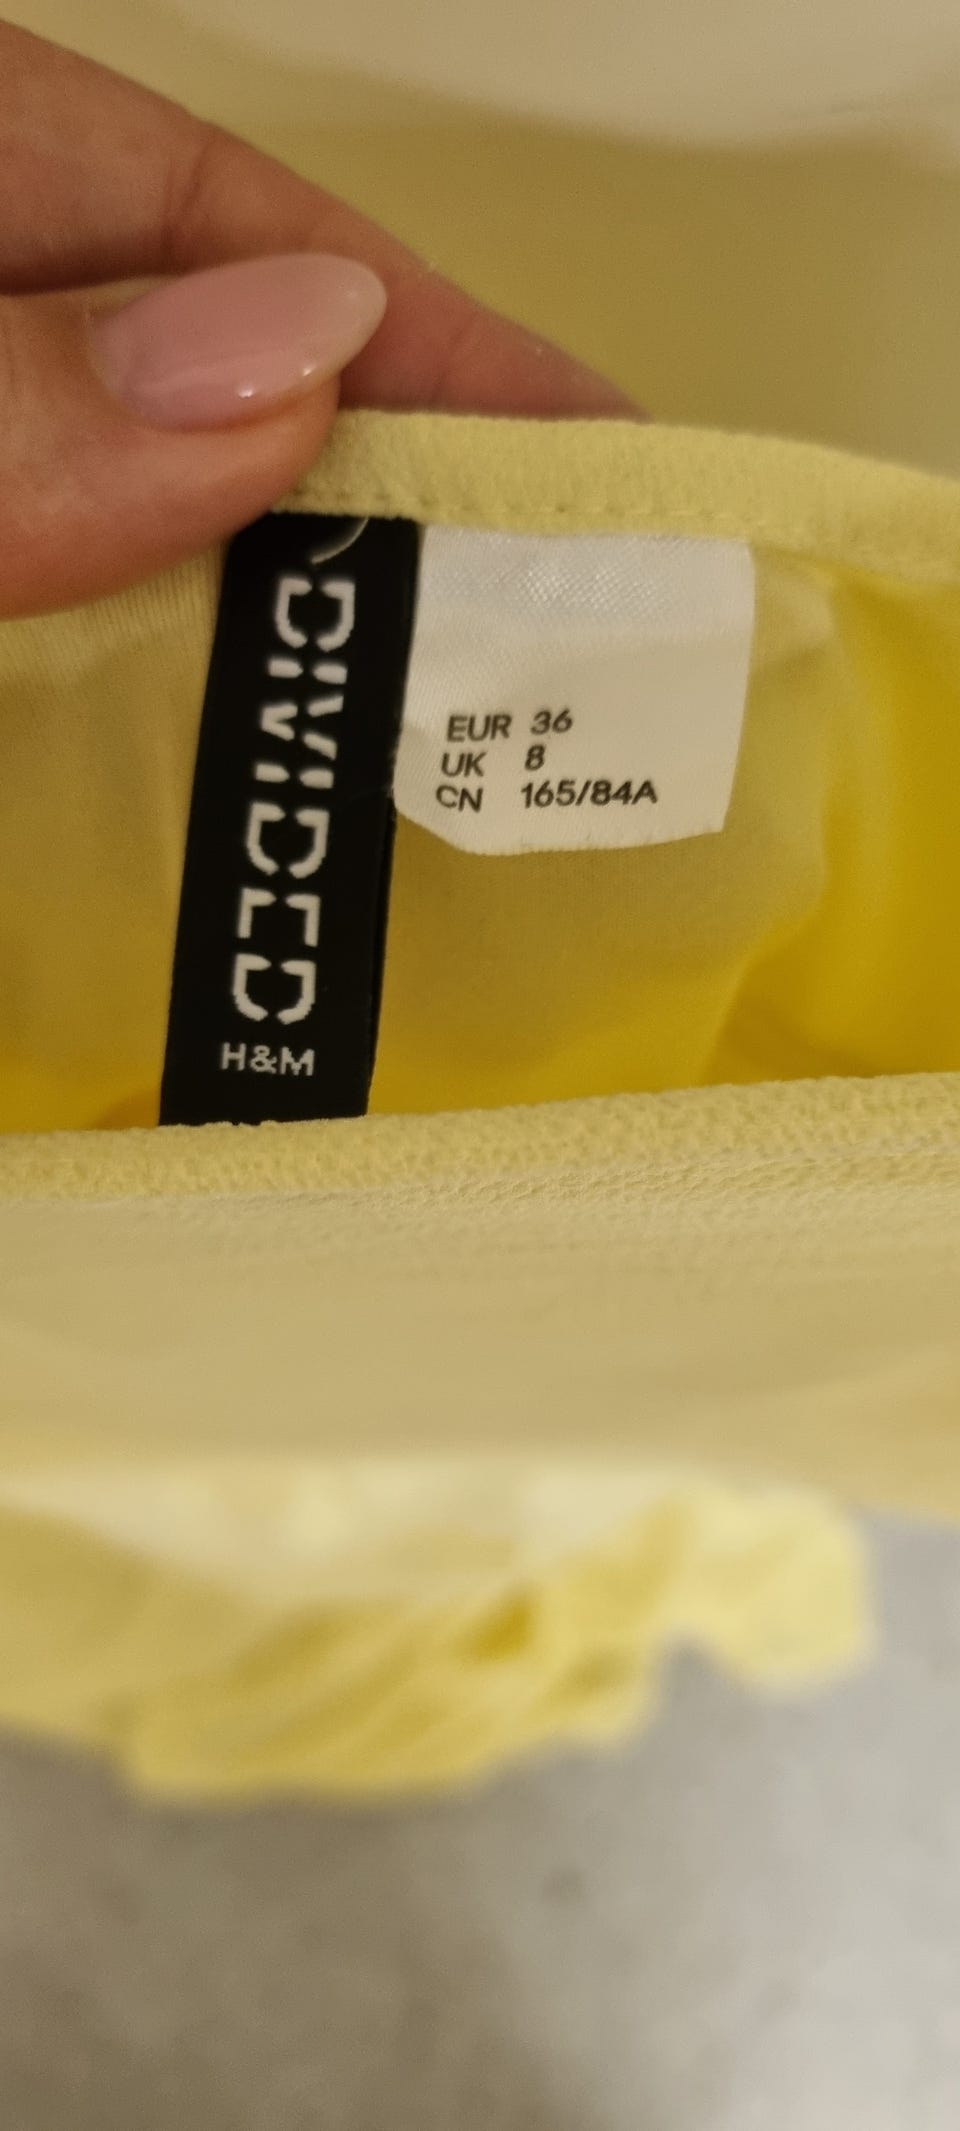 DIVIDED
H&M
EUR 36
UK 8
CN 165/84A